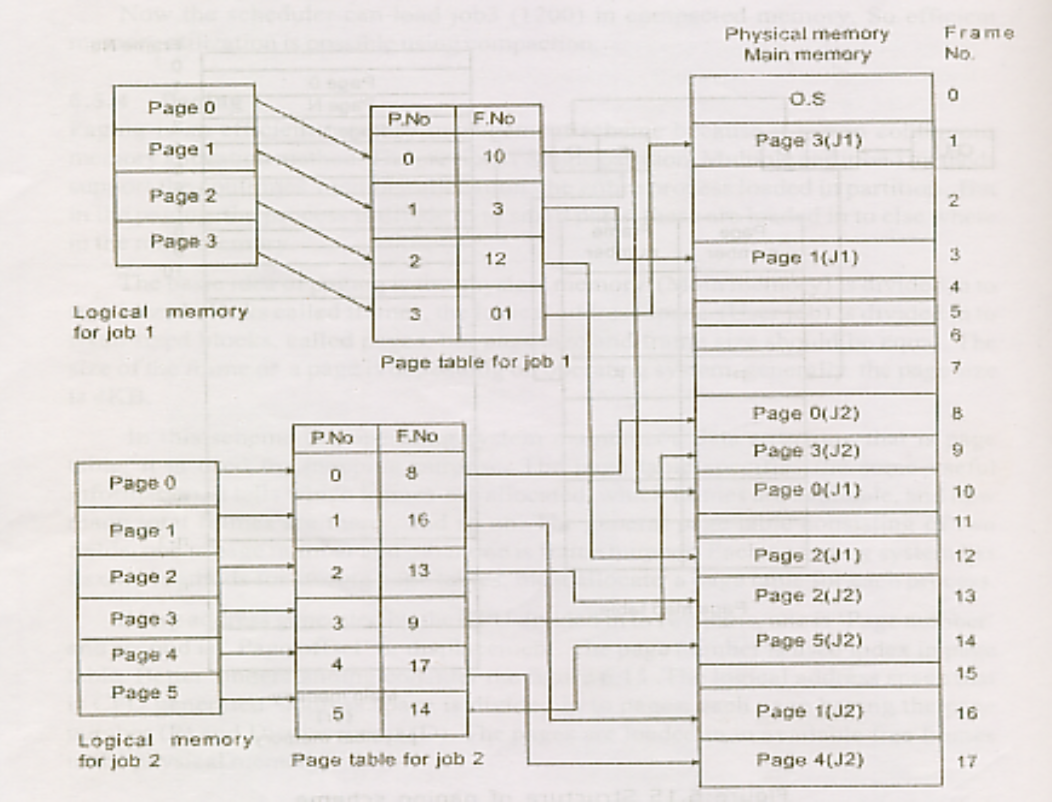 Physical memory
Main memory
Frame
No.
Page 0
Page 1
Page 2
Page 3
Logical memory
for job 1
P.No F.No
0 10
1 3
2 12
3 01
Page table for job 1
Page 0
Page 1
Page 2
Page 3
Page 4
Page 5
Logical memory
for job 2
P.No F.No
0 8
1 16
2 13
3 9
4 17
5 14
Page table for job 2
O.S 0
Page 3(J1) 1
2
Page 1(J1) 3
4
5
6
7
Page 0(J2) 8
Page 3(J2) 9
Page 0(J1) 10
11
Page 2(J1) 12
Page 2(J2) 13
Page 5(J2) 14
15
Page 1(J2) 16
Page 4(J2) 17